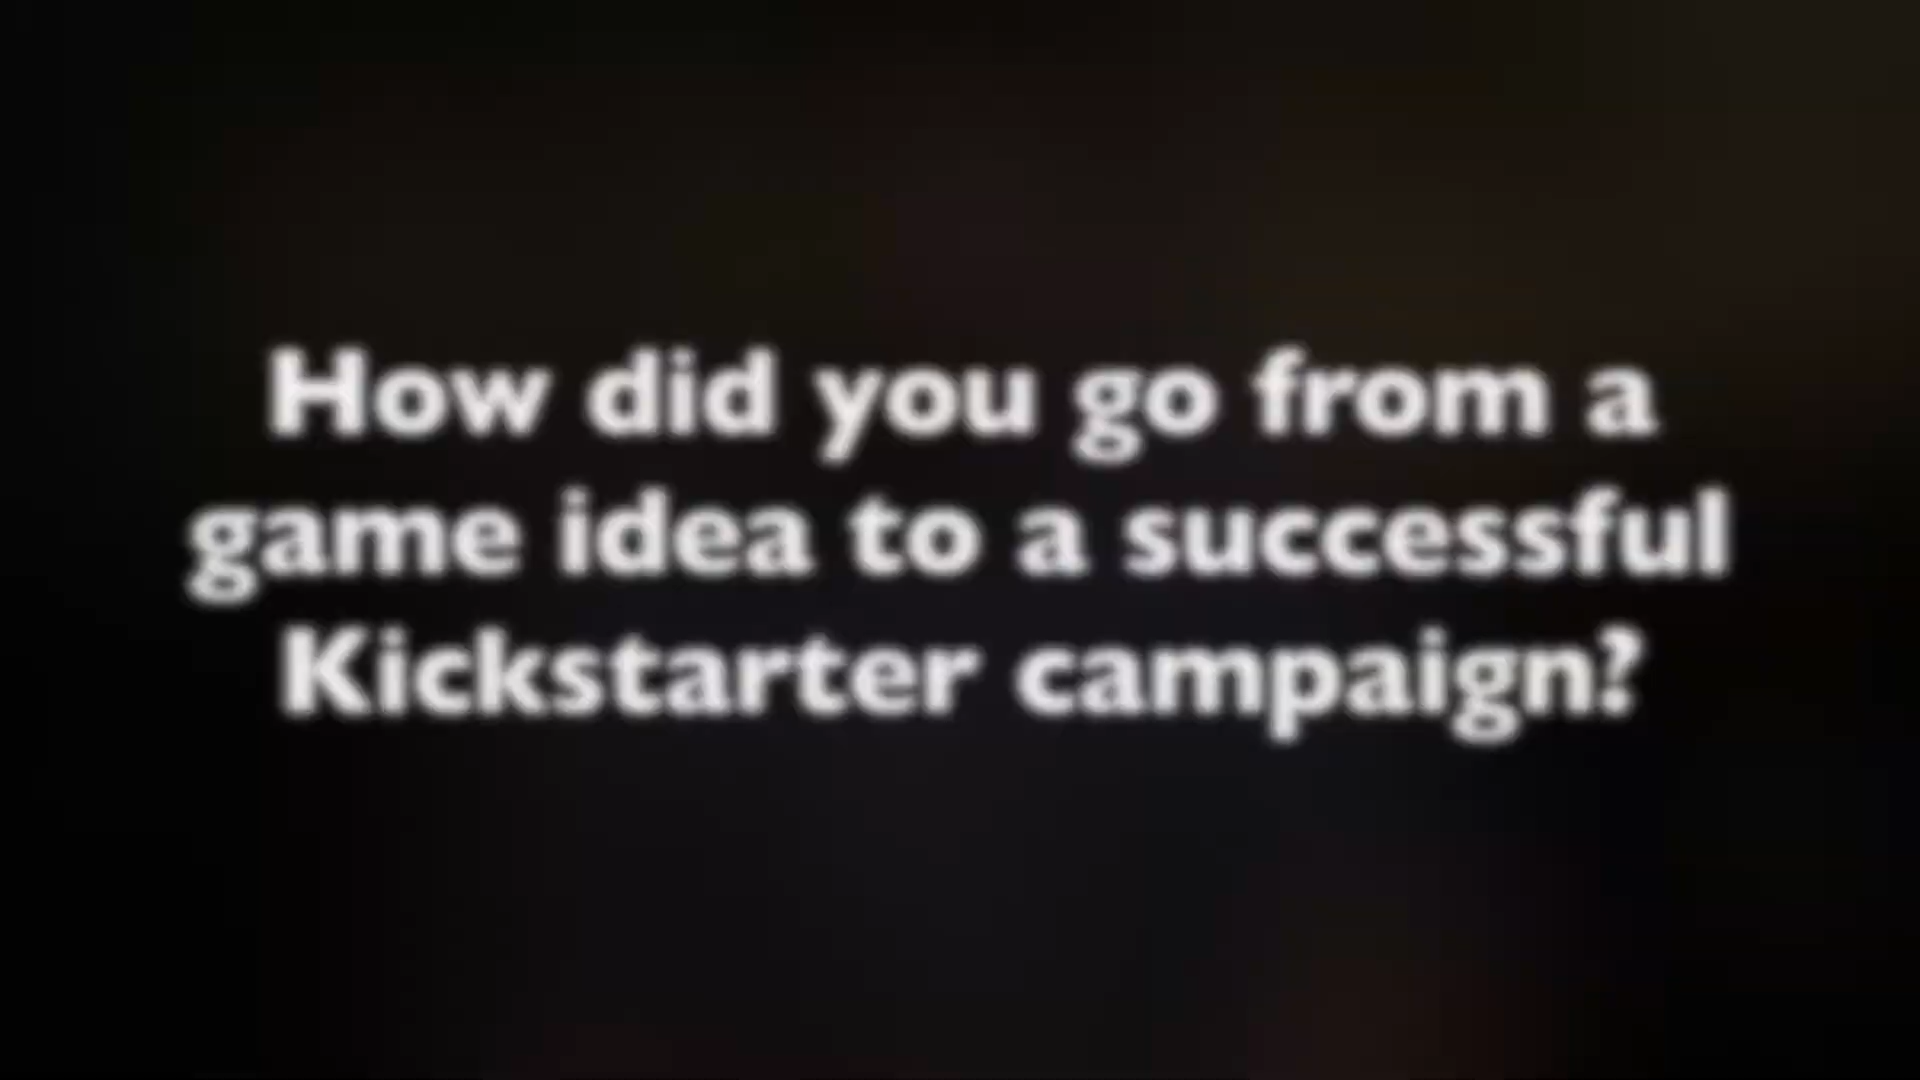 How did you go from a
game idea to a successful
Kickstarter campaign?